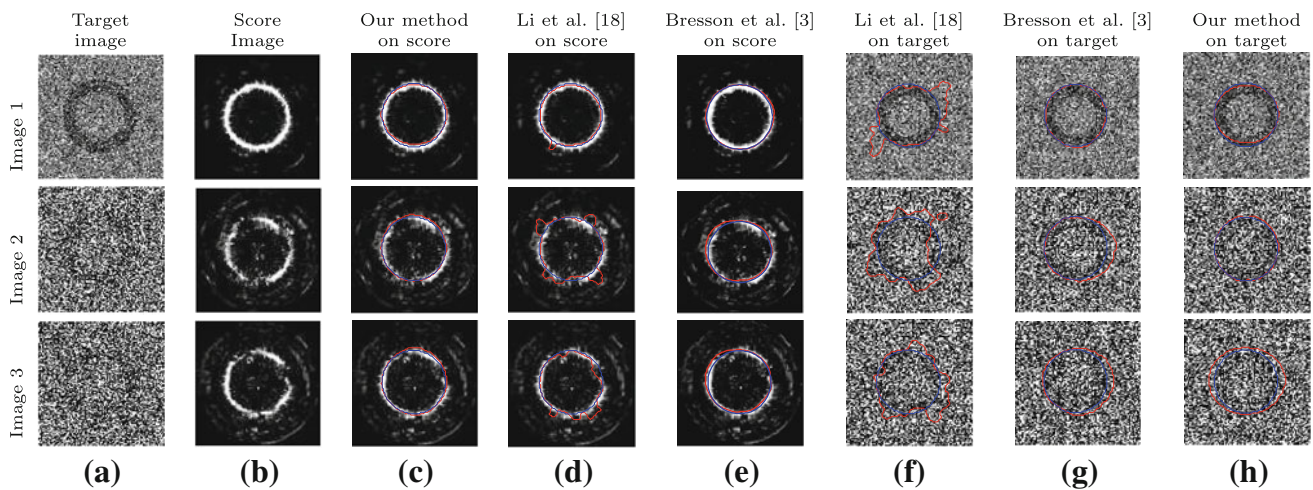 Target
image
Score
Image
Our method
on score
Li et al. [18]
on score
Bresson et al. [3]
on score
Li et al. [18]
on target
Bresson et al. [3]
on target
Our method
on target
Image 1
Image 2
Image 3
(a) (b) (c) (d) (e) (f) (g) (h)